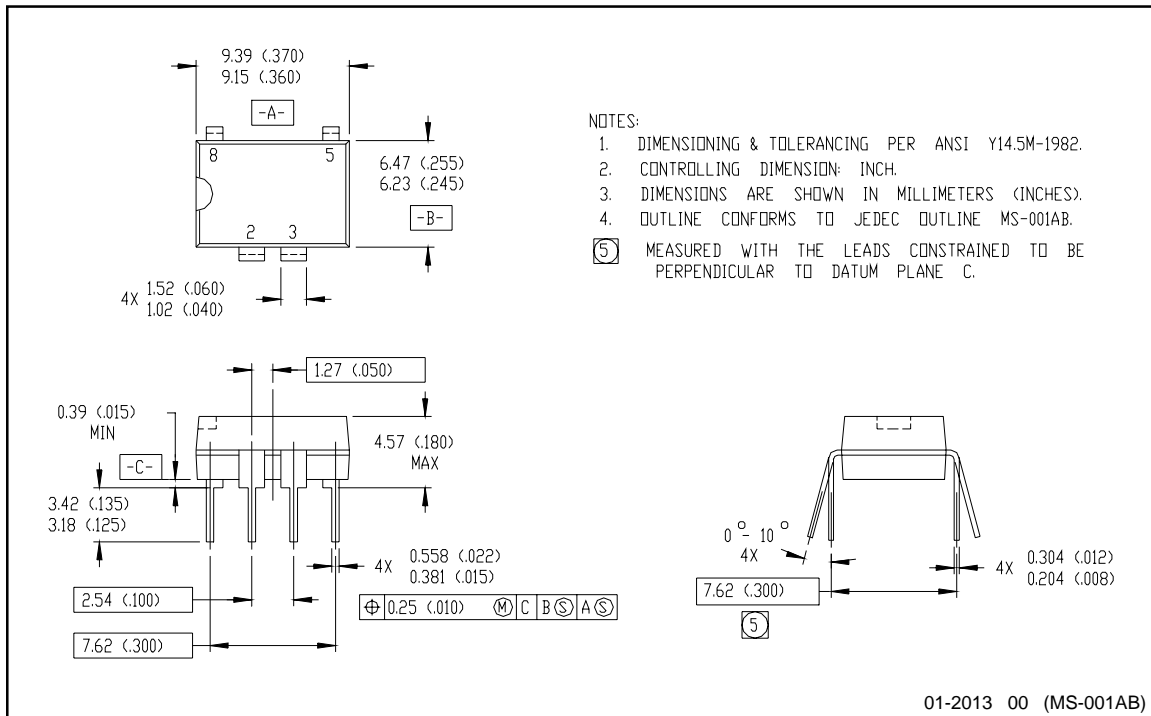 9.39 (.370)
9.15 (.360)
-A-
8 5
6.47 (.255)
6.23 (.245)
-B-
2 3
4X 1.52 (.060)
1.02 (.040)
NOTES:
1. DIMENSIONING & TOLERANCING PER ANSI Y14.5M-1982.
2. CONTROLLING DIMENSION: INCH.
3. DIMENSIONS ARE SHOWN IN MILLIMETERS (INCHES).
4. OUTLINE CONFORMS TO JEDEC OUTLINE MS-001AB.
5 MEASURED WITH THE LEADS CONSTRAINED TO BE
PERPENDICULAR TO DATUM PLANE C.
1.27 (.050)
0.39 (.015)
MIN
-C-
4.57 (.180)
MAX
3.42 (.135)
3.18 (.125)
4X 0.558 (.022)
0.381 (.015)
2.54 (.100)
⌖ 0.25 (.010) Ⓜ C B Ⓢ A Ⓢ
7.62 (.300)
0° - 10°
4X
4X 0.304 (.012)
0.204 (.008)
7.62 (.300)
5
01-2013 00 (MS-001AB)